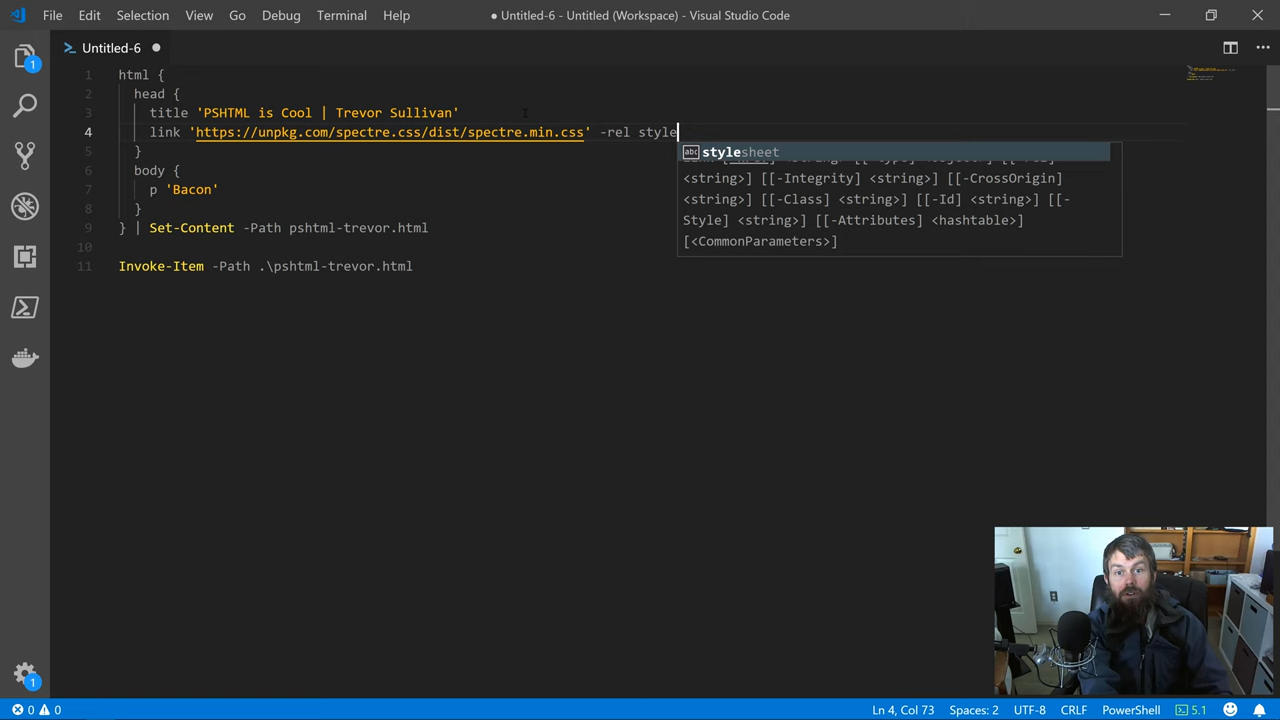 File Edit Selection View Go Debug Terminal Help ● Untitled-6 - Untitled (Workspace) - Visual Studio Code
1
Untitled-6 ●
1 html {
2 head {
3 title 'PSHTML is Cool | Trevor Sullivan'
4 link 'https://unpkg.com/spectre.css/dist/spectre.min.css' -rel style
abc stylesheet
5 }
6 body {
<string>] [[-Integrity] <string>] [[-CrossOrigin]
7 p 'Bacon'
<string>] [[-Class] <string>] [[-Id] <string>] [[-
8 }
Style] <string>] [[-Attributes] <hashtable>]
9 } | Set-Content -Path pshtml-trevor.html
[<CommonParameters>]
10
11 Invoke-Item -Path .\pshtml-trevor.html
1
0 0 Ln 4, Col 73 Spaces: 2 UTF-8 CRLF PowerShell 5.1